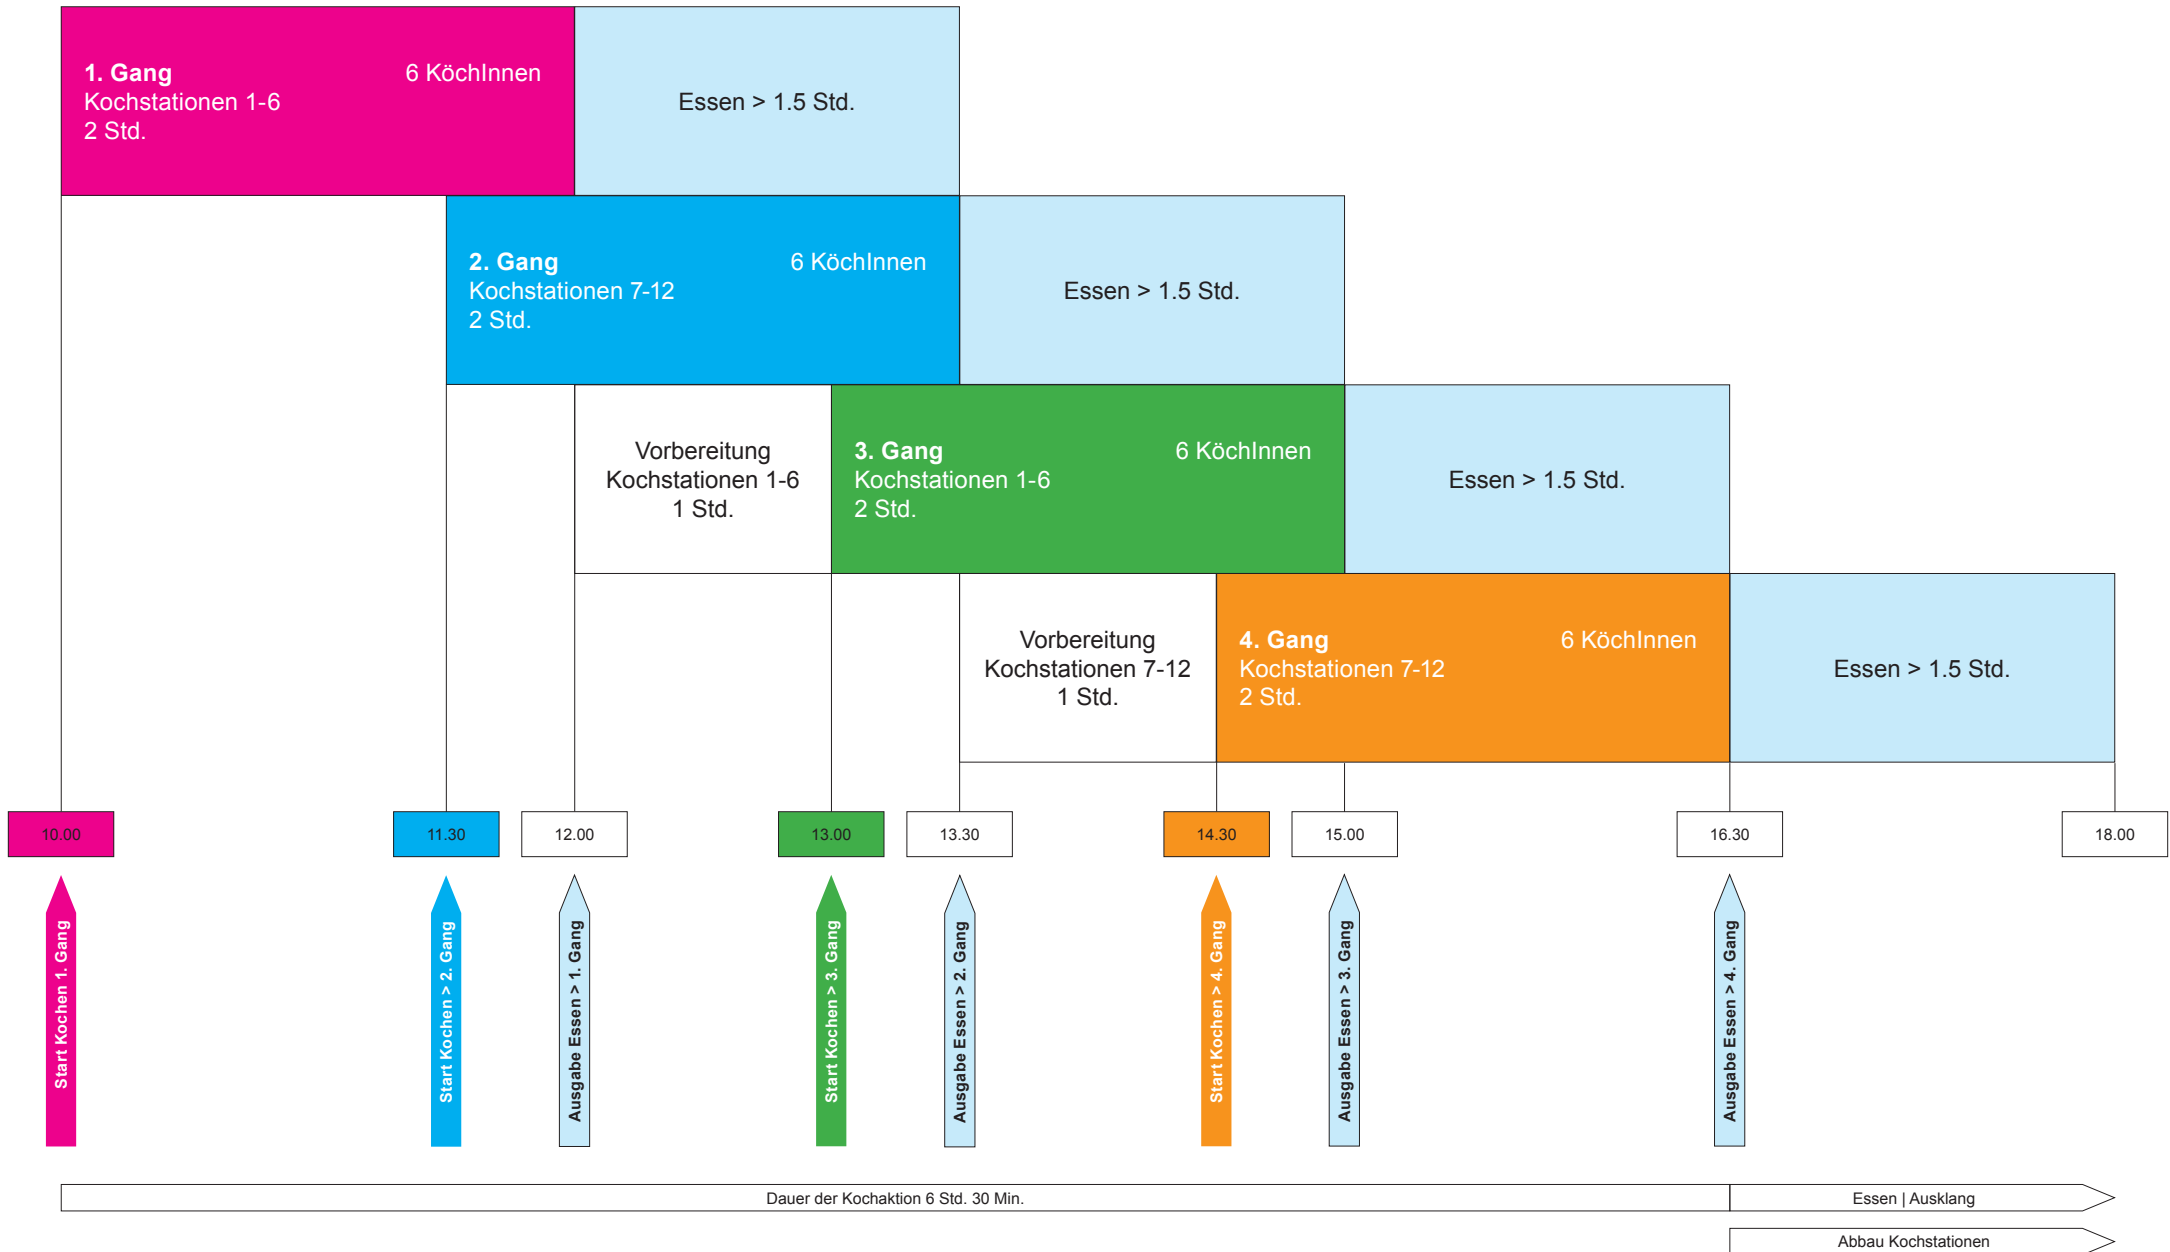 1. Gang
6 KöchInnen
Kochstationen 1-6
2 Std.
Essen > 1.5 Std.
2. Gang
6 KöchInnen
Kochstationen 7-12
2 Std.
Essen > 1.5 Std.
Vorbereitung
Kochstationen 1-6
1 Std.
3. Gang
6 KöchInnen
Kochstationen 1-6
2 Std.
Essen > 1.5 Std.
Vorbereitung
Kochstationen 7-12
1 Std.
4. Gang
6 KöchInnen
Kochstationen 7-12
2 Std.
Essen > 1.5 Std.
10.00
11.30
12.00
13.00
13.30
14.30
15.00
16.30
18.00
Start Kochen 1. Gang
Start Kochen > 2. Gang
Ausgabe Essen > 1. Gang
Start Kochen > 3. Gang
Ausgabe Essen > 2. Gang
Start Kochen > 4. Gang
Ausgabe Essen > 3. Gang
Ausgabe Essen > 4. Gang
Dauer der Kochaktion 6 Std. 30 Min.
Essen | Ausklang
Abbau Kochstationen